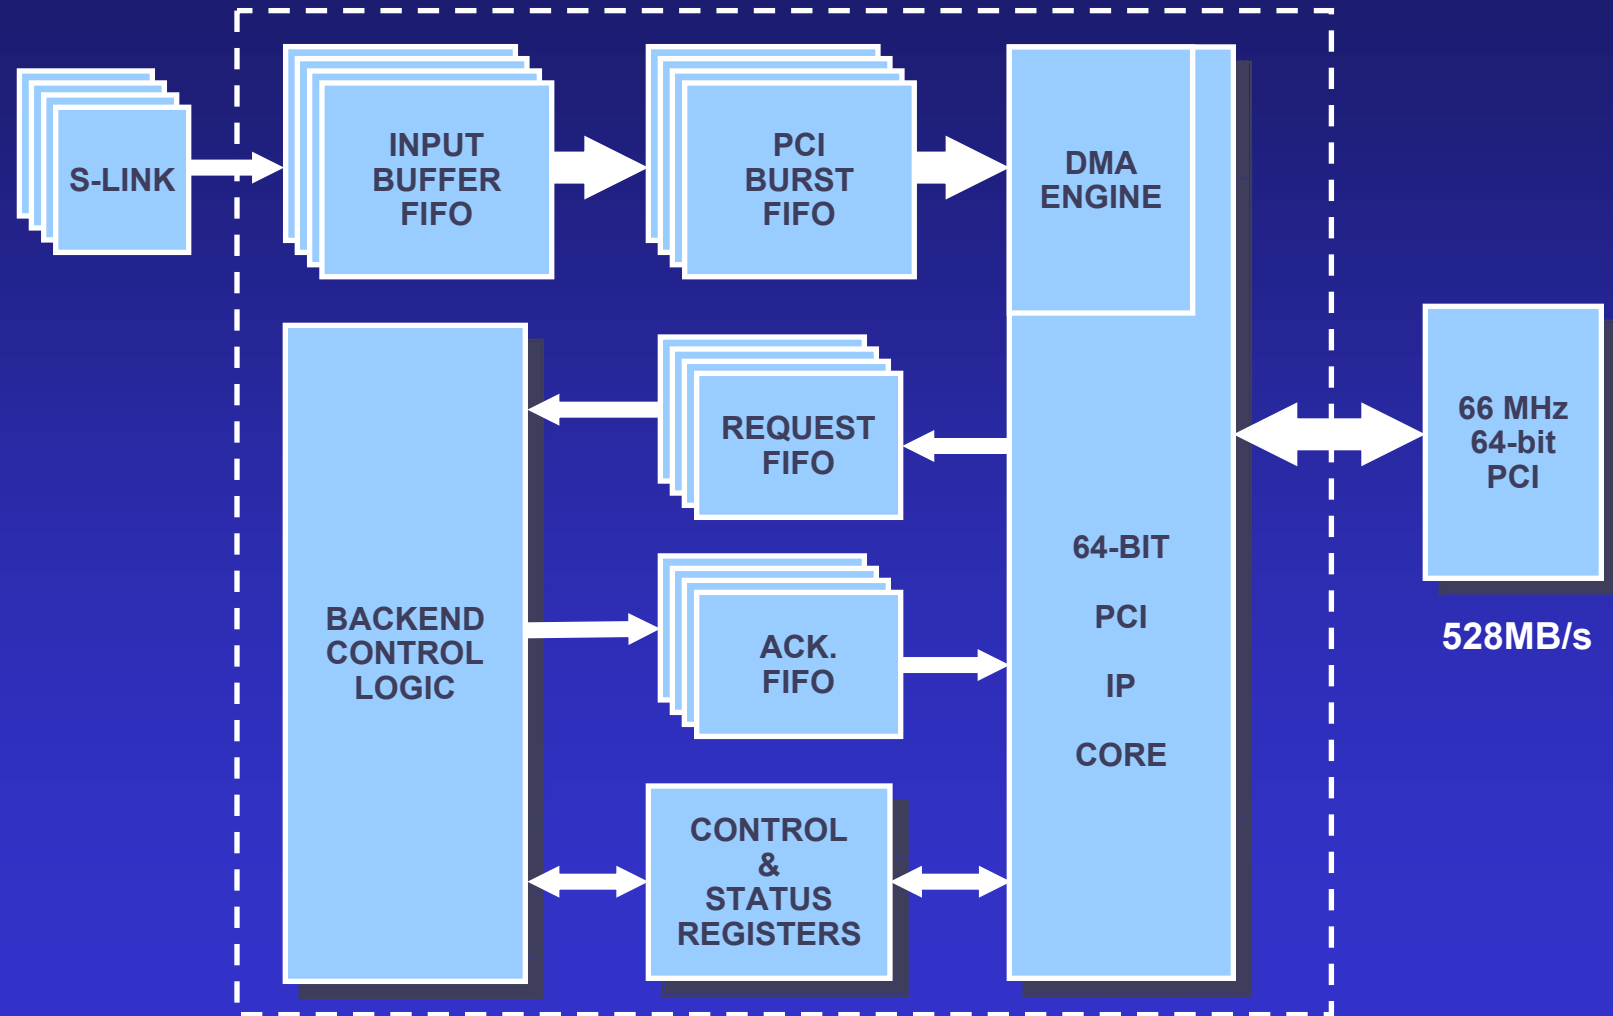 S-LINK
INPUT
BUFFER
FIFO
PCI
BURST
FIFO
DMA
ENGINE
REQUEST
FIFO
66 MHz
64-bit
PCI
528MB/s
BACKEND
CONTROL
LOGIC
ACK.
FIFO
64-BIT
PCI
IP
CORE
CONTROL
&
STATUS
REGISTERS